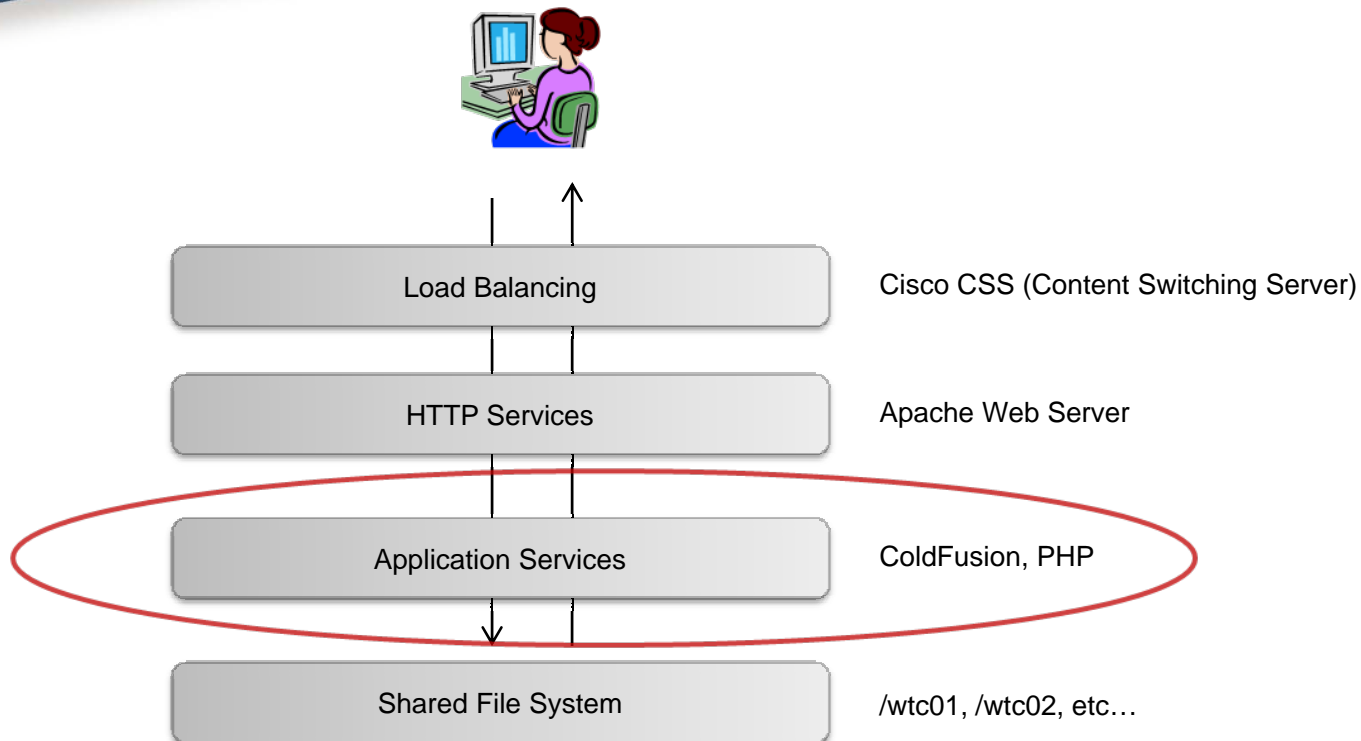 Load Balancing
Cisco CSS (Content Switching Server)
HTTP Services
Apache Web Server
Application Services
ColdFusion, PHP
Shared File System
/wtc01, /wtc02, etc…